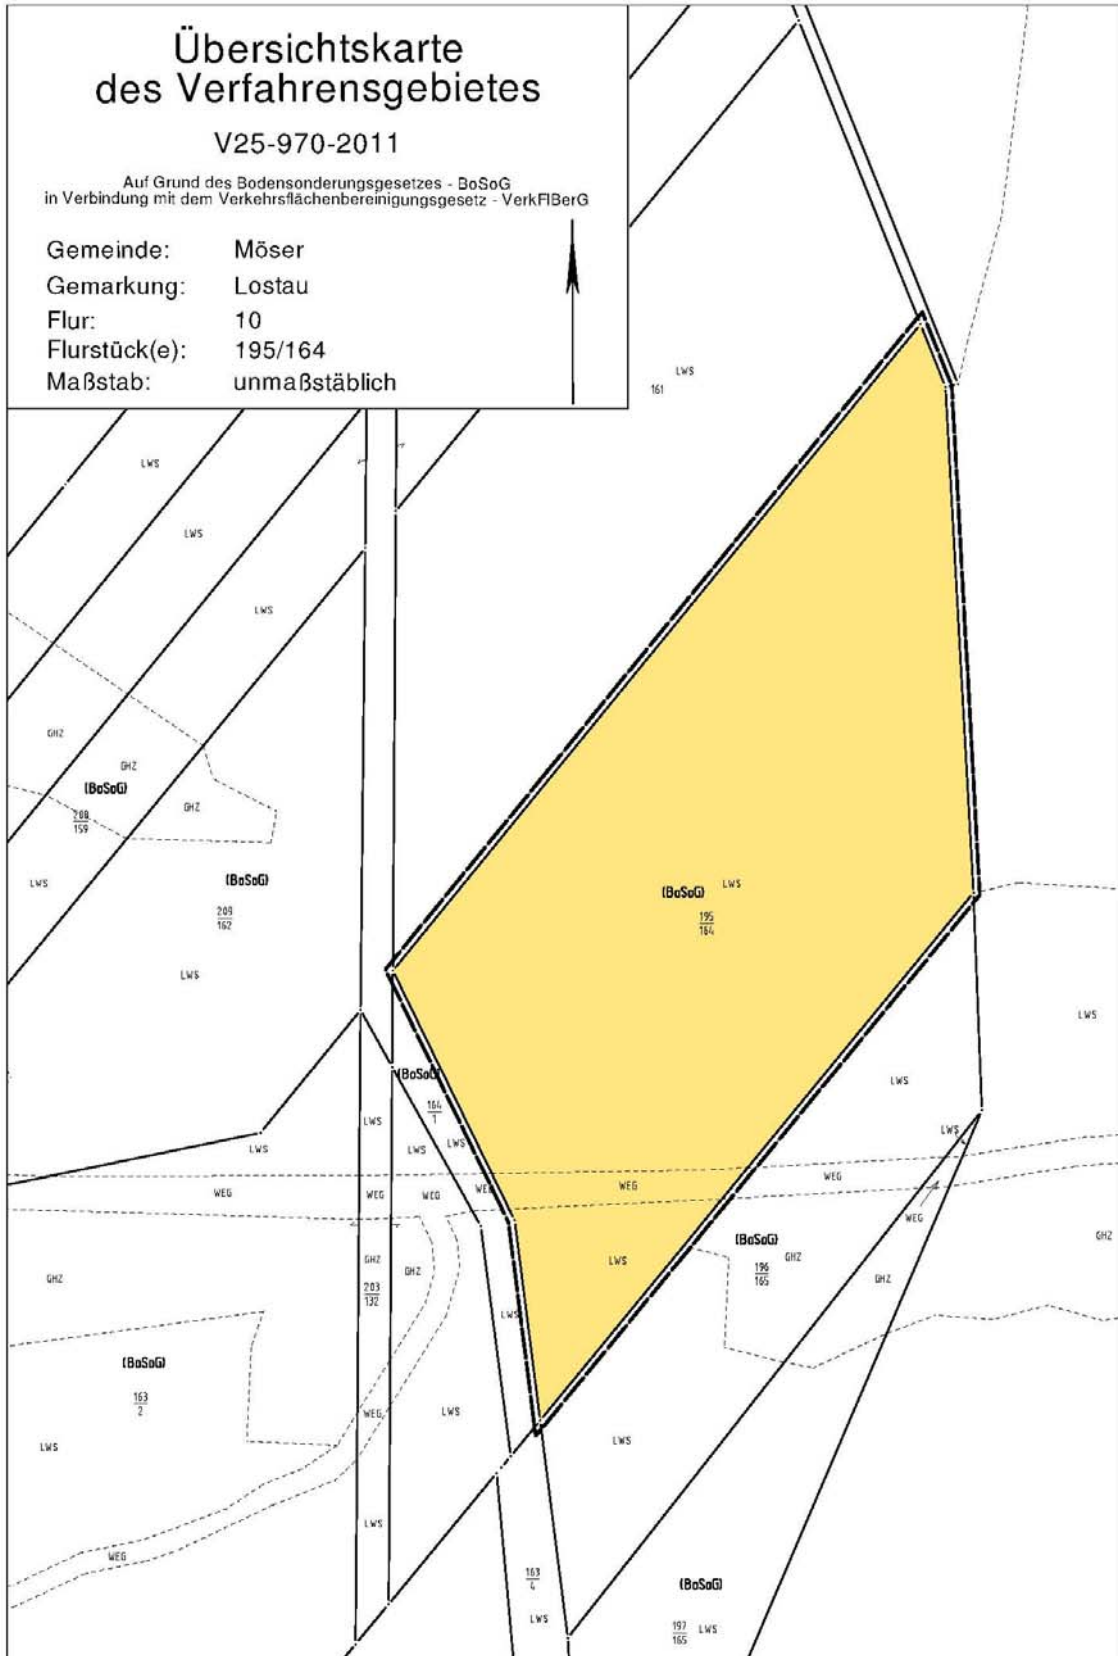 Übersichtskarte
des Verfahrensgebietes
V25-970-2011
Auf Grund des Bodensonderungsgesetzes - BoSoG
in Verbindung mit dem Verkehrsflächenbereinigungsgesetz - VerkFlBerG
Gemeinde: Möser
Gemarkung: Lostau
Flur: 10
Flurstück(e): 195/164
Maßstab: unmaßstäblich
LWS
161
LWS
LWS
LWS
GHZ
GHZ
(BoSoG)
GHZ
208
159
LWS
(BoSoG)
209
162
LWS
(BoSoG) LWS
195
164
LWS
(BoSoG)
164
1
LWS
LWS
LWS
LWS
LWS
LWS
LWS
WEG
WEG
WEG
WEG
WEG
WEG
WEG
GHZ
GHZ
GHZ
203
132
LWS
LWS
(BoSoG)
196
165
GHZ
GHZ
GHZ
(BoSoG)
163
2
LWS
WEG
LWS
LWS
LWS
WEG
163
4
LWS
(BoSoG)
197
165
LWS